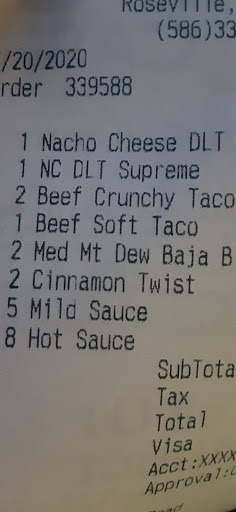 Roseville,
(586)33
/20/2020
rder 339588
1 Nacho Cheese DLT
1 NC DLT Supreme
2 Beef Crunchy Taco
1 Beef Soft Taco
2 Med Mt Dew Baja B
2 Cinnamon Twist
5 Mild Sauce
8 Hot Sauce
SubTota
Tax
Total
Visa
Acct:XXXX
Approval: